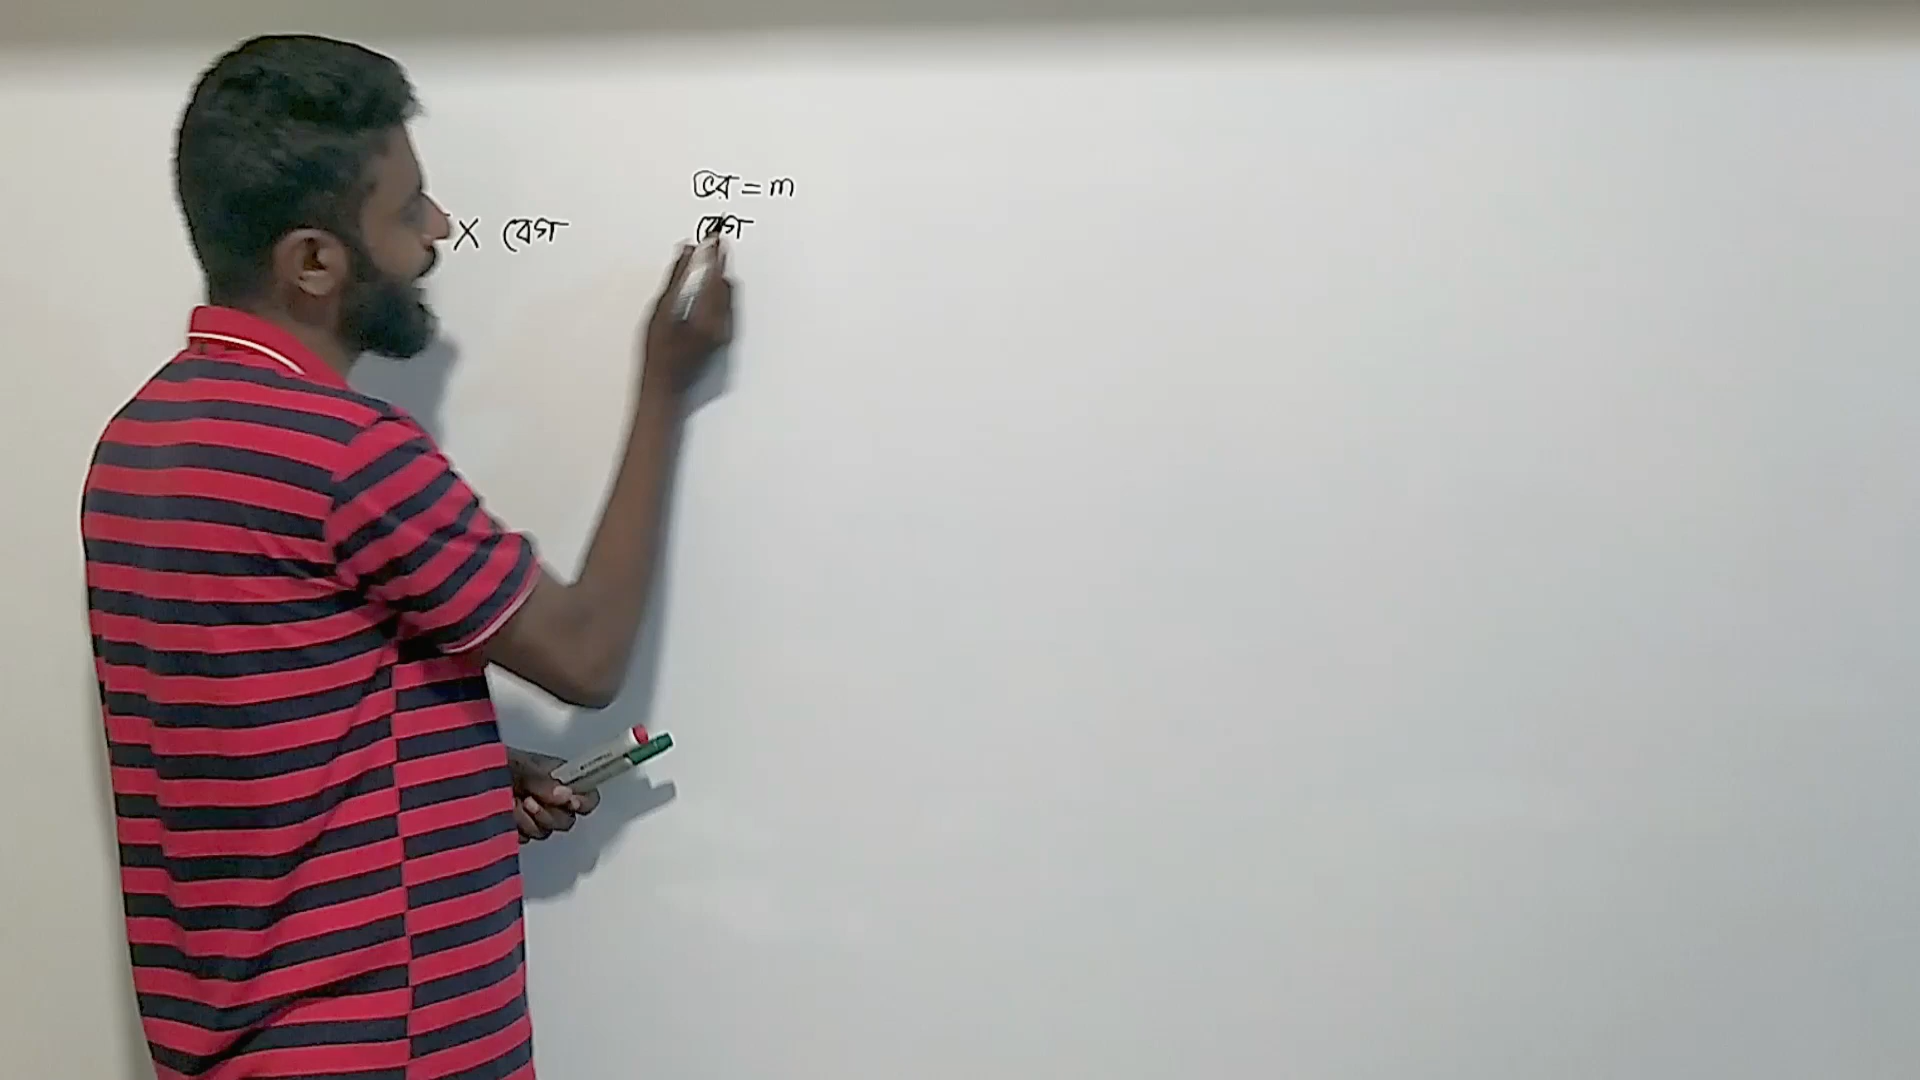 ভর = m
× বেগ
বেগ